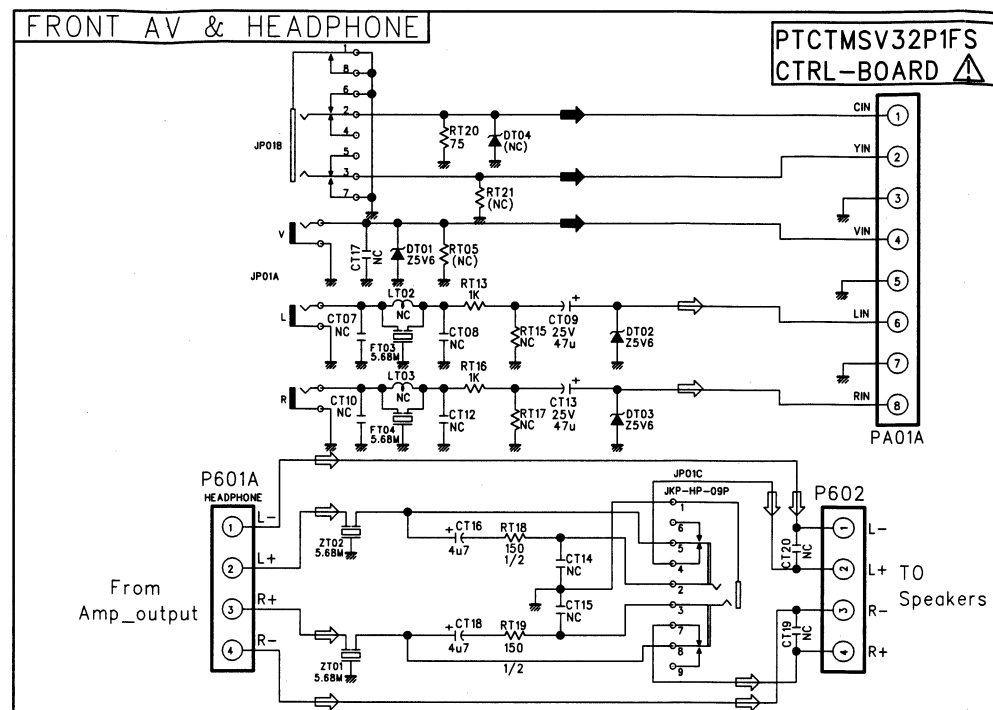 FRONT AV & HEADPHONE
PTCTMSV32P1FS
CTRL-BOARD
JP01B
1
8
6
2
4
5
3
7
RT20
75
DT04
(NC)
RT21
(NC)
CIN
YIN
VIN
LIN
RIN
1
2
3
4
5
6
7
8
PA01A
V
JP01A
CT17
NC
DT01
Z5V6
RT05
(NC)
L
CT07
NC
LT02
NC
FT03
5.68M
CT08
NC
RT13
1K
RT15
NC
CT09
25V
47u
+
DT02
Z5V6
R
CT10
NC
LT03
NC
FT04
5.68M
CT12
NC
RT16
1K
RT17
NC
CT13
25V
47u
+
DT03
Z5V6
P601A
HEADPHONE
1
2
3
4
L-
L+
R+
R-
From
Amp_output
ZT02
5.68M
ZT01
5.68M
+
CT16
4u7
RT18
150
1/2
CT14
NC
CT15
NC
+
CT18
4u7
RT19
150
1/2
JP01C
JKP-HP-09P
1
6
5
4
2
3
7
8
9
P602
1
2
3
4
L-
L+
R-
R+
CT20
NC
CT19
NC
TO
Speakers